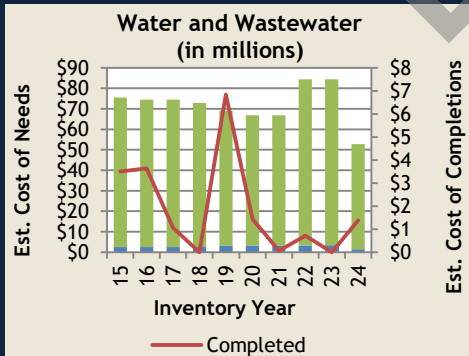 Water and Wastewater
(in millions)
Est. Cost of Needs
$90
$80
$70
$60
$50
$40
$30
$20
$10
$0
$8
$7
$6
$5
$4
$3
$2
$1
$0
Est. Cost of Completions
15 16 17 18 19 20 21 22 23 24
Inventory Year
Completed